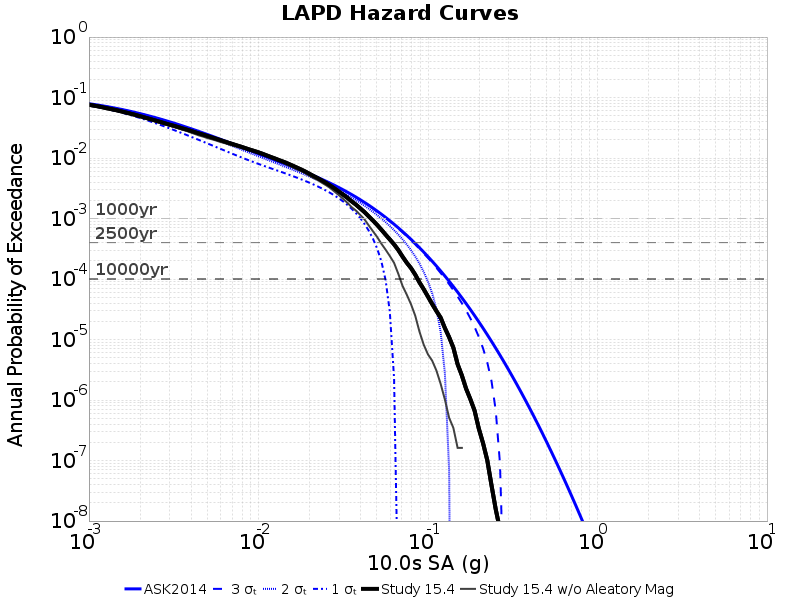 LAPD Hazard Curves
Annual Probability of Exceedance
10^0
10^-1
10^-2
10^-3
10^-4
10^-5
10^-6
10^-7
10^-8
1000yr
2500yr
10000yr
10^-3 10^-2 10^-1 10^0 10^1
10.0s SA (g)
ASK2014 3 σₜ 2 σₜ 1 σₜ Study 15.4 Study 15.4 w/o Aleatory Mag